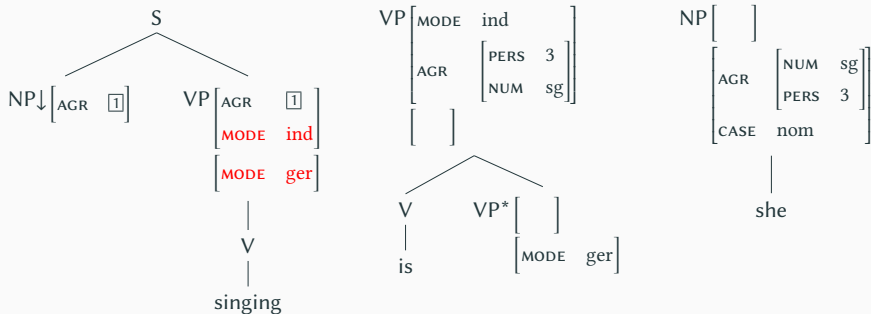 S
NP↓ [AGR 1]
VP [AGR 1
MODE ind]
[MODE ger]
V
singing
VP [MODE ind
AGR [PERS 3
NUM sg]]
[ ]
V
is
VP* [ ]
[MODE ger]
NP [ ]
[AGR [NUM sg
PERS 3]
CASE nom]
she